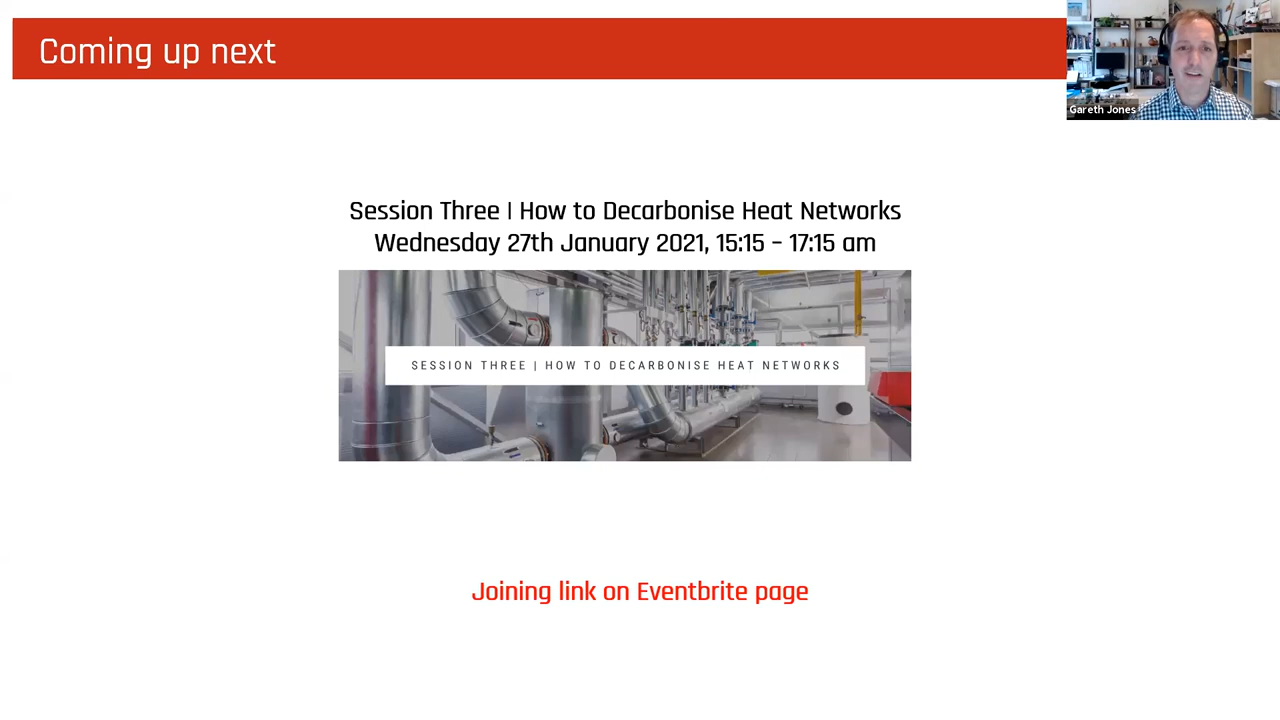 Coming up next
Gareth Jones
Session Three | How to Decarbonise Heat Networks
Wednesday 27th January 2021, 15:15 – 17:15 am
SESSION THREE | HOW TO DECARBONISE HEAT NETWORKS
Joining link on Eventbrite page